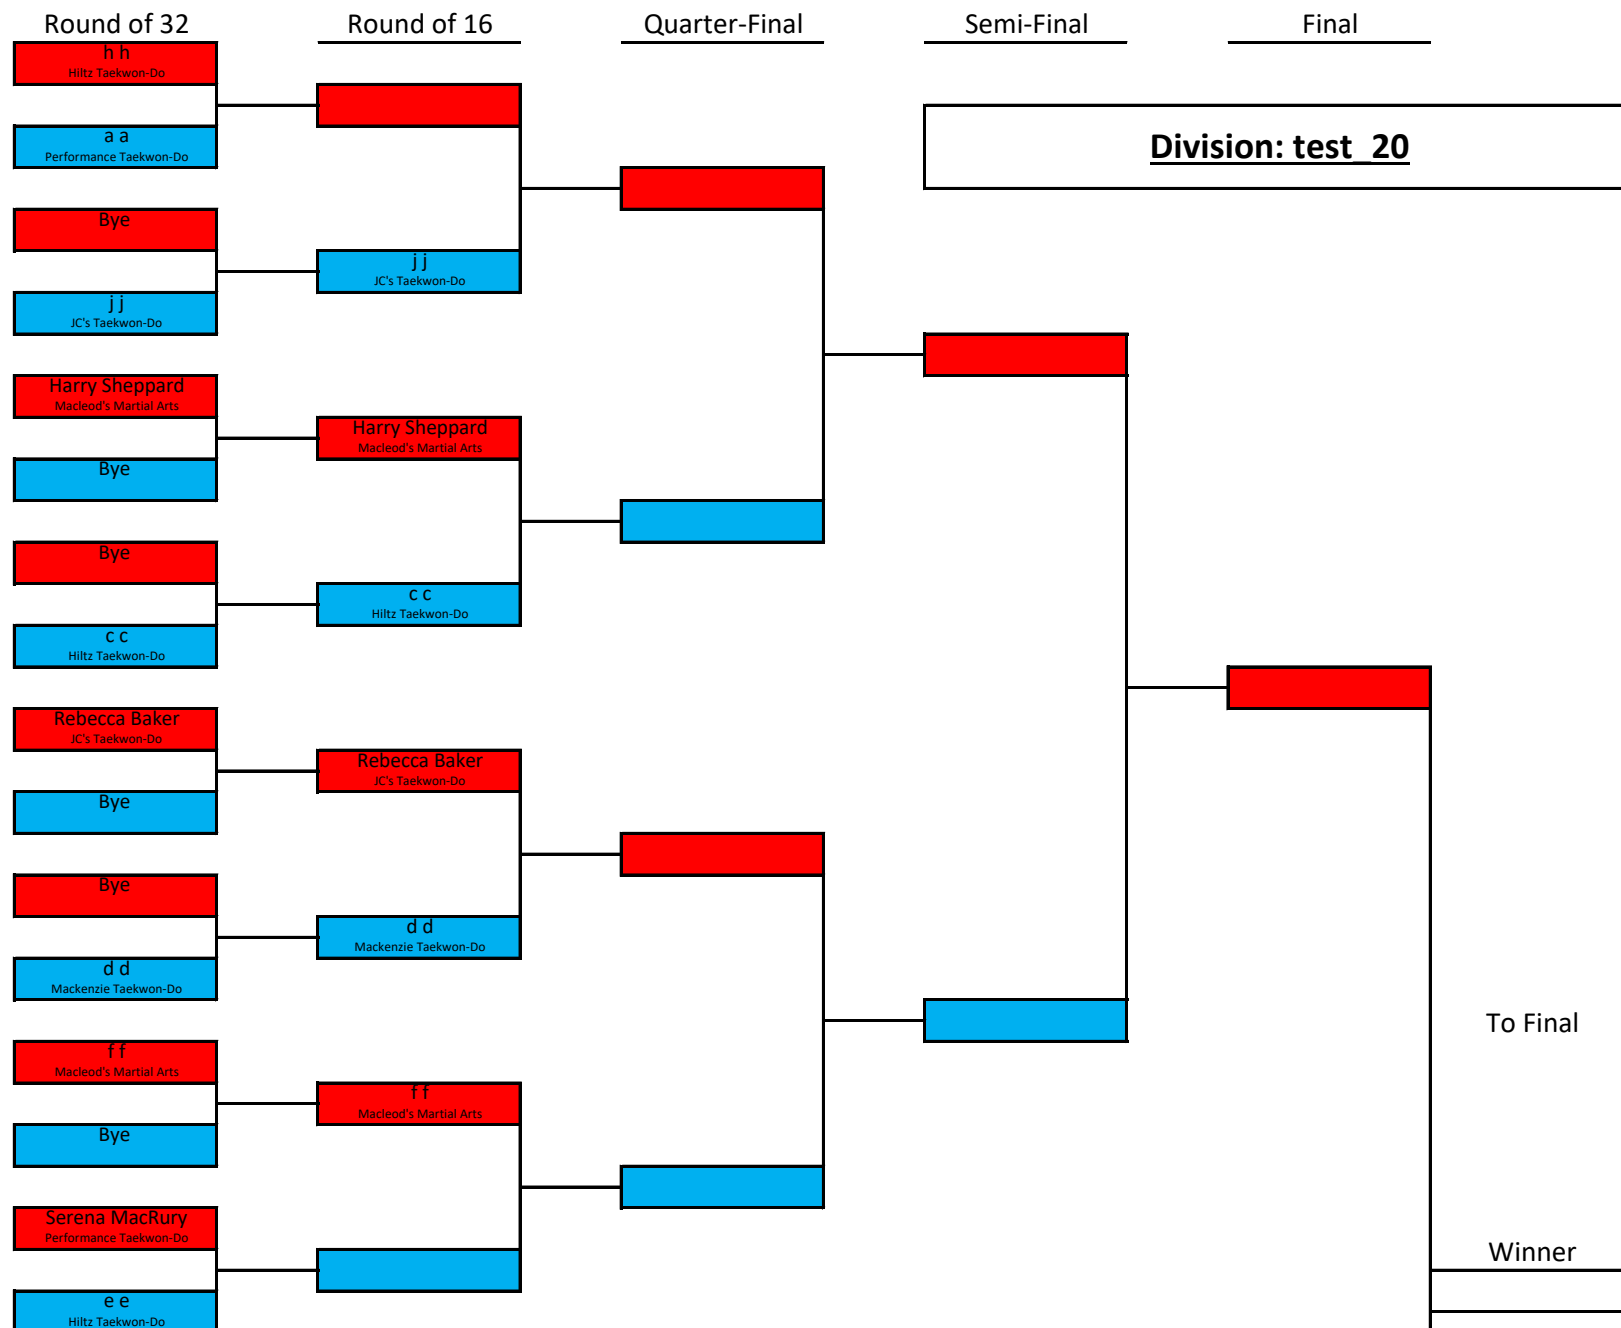 Round of 32
Round of 16
Quarter-Final
Semi-Final
Final
Division: test_20
h h
Hiltz Taekwon-Do
a a
Performance Taekwon-Do
Bye
j j
JC's Taekwon-Do
j j
JC's Taekwon-Do
Harry Sheppard
Macleod's Martial Arts
Harry Sheppard
Macleod's Martial Arts
Bye
Bye
c c
Hiltz Taekwon-Do
c c
Hiltz Taekwon-Do
Rebecca Baker
JC's Taekwon-Do
Rebecca Baker
JC's Taekwon-Do
Bye
Bye
d d
Mackenzie Taekwon-Do
d d
Mackenzie Taekwon-Do
To Final
f f
Macleod's Martial Arts
f f
Macleod's Martial Arts
Bye
Serena MacRury
Performance Taekwon-Do
Winner
e e
Hiltz Taekwon-Do